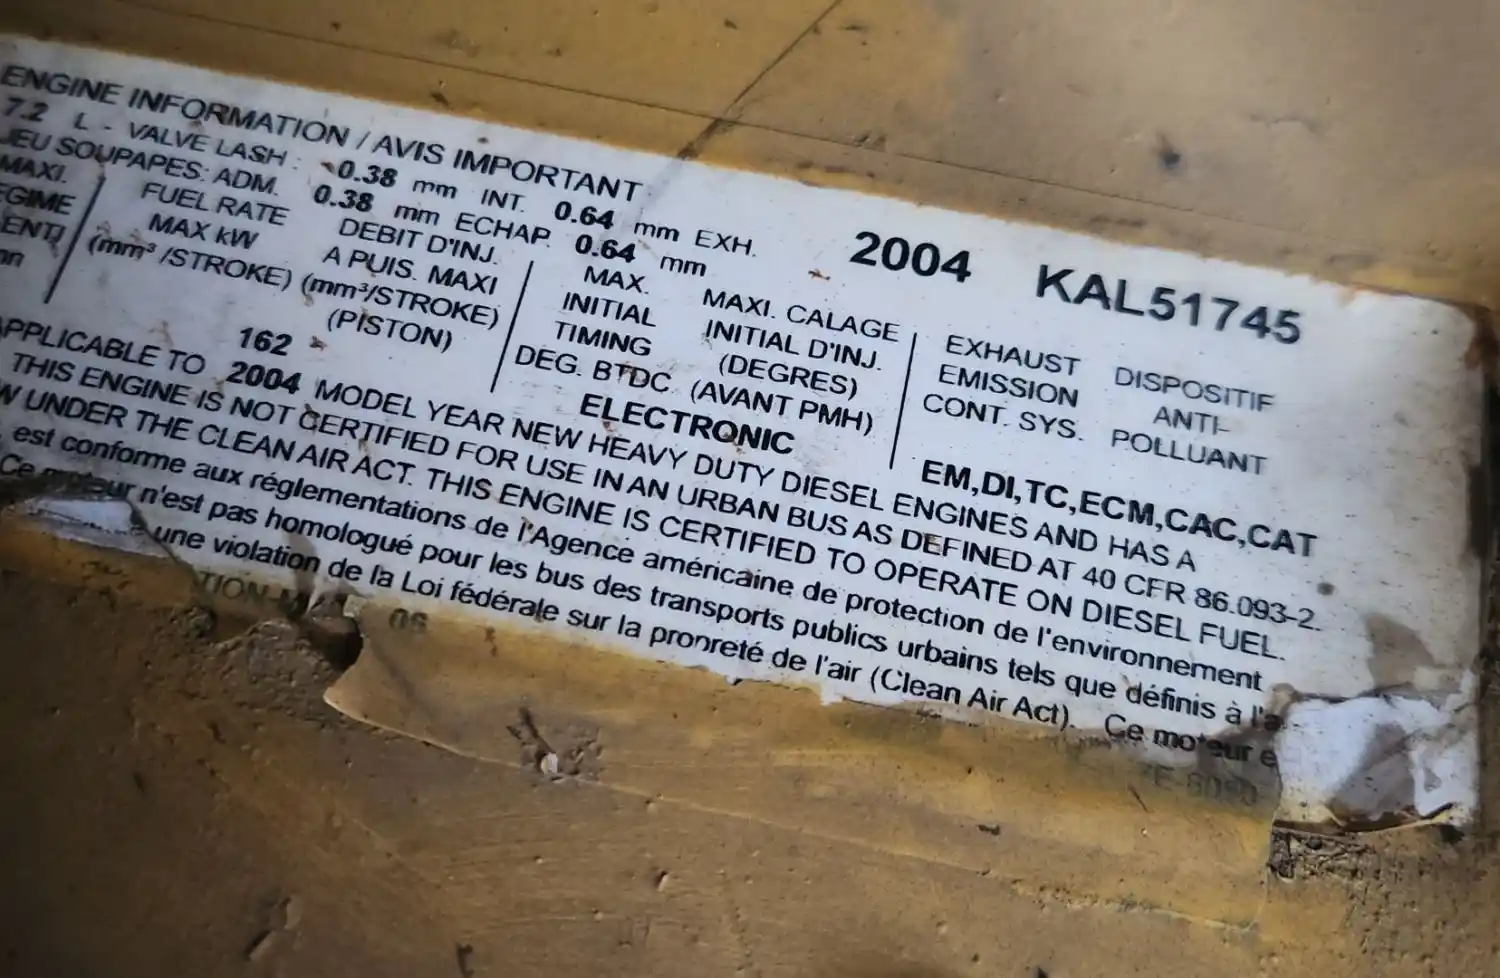 ENGINE INFORMATION / AVIS IMPORTANT
7.2 L - VALVE LASH : 0.38 mm INT. 0.64 mm EXH.
JEU SOUPAPES: ADM. 0.38 mm ECHAP. 0.64 mm
2004 KAL51745
MAXI.
FUEL RATE
MAX kW
(mm³/STROKE)
DEBIT D'INJ.
A PUIS. MAXI
(mm³/STROKE)
(PISTON)
162
MAX.
INITIAL
TIMING
DEG. BTDC
MAXI. CALAGE
INITIAL D'INJ.
(DEGRES)
(AVANT PMH)
ELECTRONIC
EXHAUST
EMISSION
CONT. SYS.
DISPOSITIF
ANTI-
POLLUANT
EM,DI,TC,ECM,CAC,CAT
TO 2004 MODEL YEAR NEW HEAVY DUTY DIESEL ENGINES AND HAS A
THIS ENGINE IS NOT CERTIFIED FOR USE IN AN URBAN BUS AS DEFINED AT 40 CFR 86.093-2.
UNDER THE CLEAN AIR ACT. THIS ENGINE IS CERTIFIED TO OPERATE ON DIESEL FUEL.
est conforme aux réglementations de l'Agence américaine de protection de l'environnement
Ce n'est pas homologué pour les bus des transports publics urbains tels que définis à
une violation de la Loi fédérale sur la propreté de l'air (Clean Air Act). Ce moteur